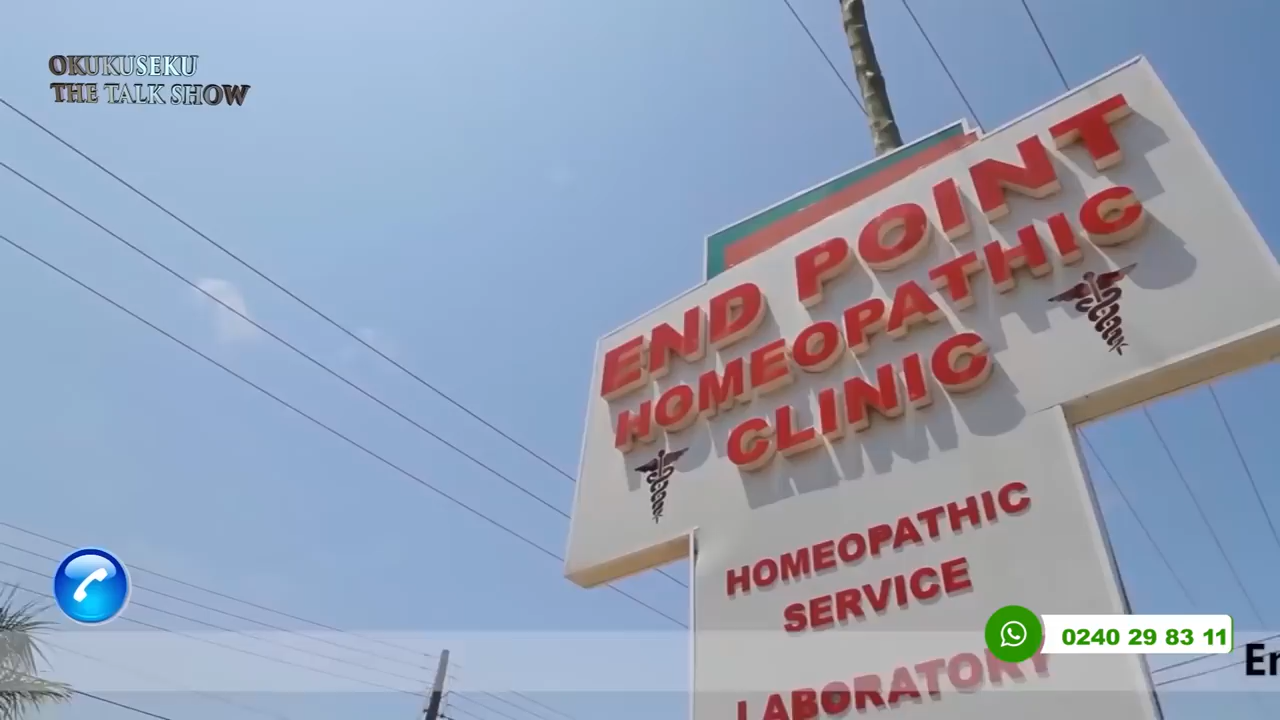 OKUKUSEKU
THE TALK SHOW
END POINT
HOMEOPATHIC
CLINIC
HOMEOPATHIC
SERVICE
LABORATORY
0240 29 83 11